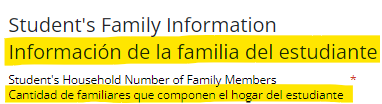 Student's Family Information
Información de la familia del estudiante
Student's Household Number of Family Members *
Cantidad de familiares que componen el hogar del estudiante